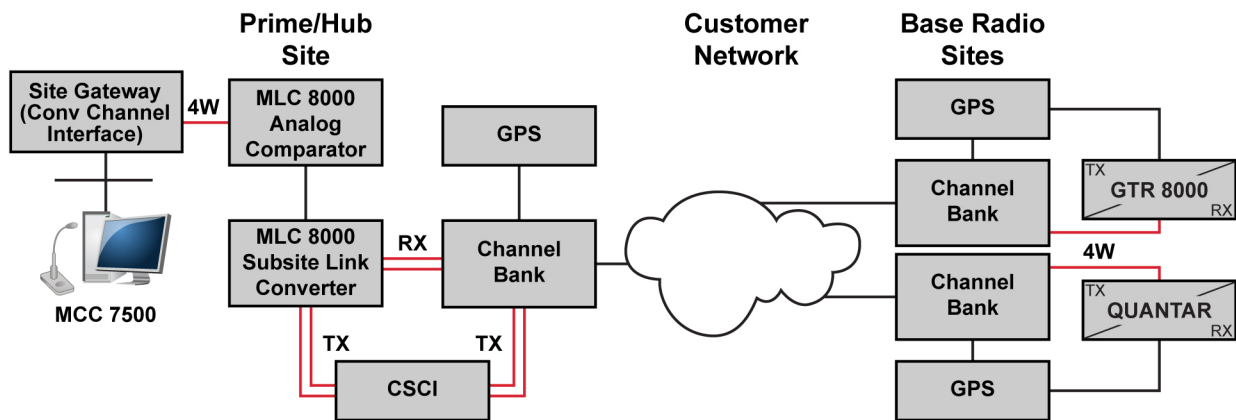 Prime/Hub
Site
Customer
Network
Base Radio
Sites
Site Gateway
(Conv Channel
Interface)
4W
MLC 8000
Analog
Comparator
GPS
GPS
MCC 7500
MLC 8000
Subsite Link
Converter
RX
Channel
Bank
Channel
Bank
TX
GTR 8000
RX
4W
Channel
Bank
TX
QUANTAR
RX
TX
TX
CSCI
GPS